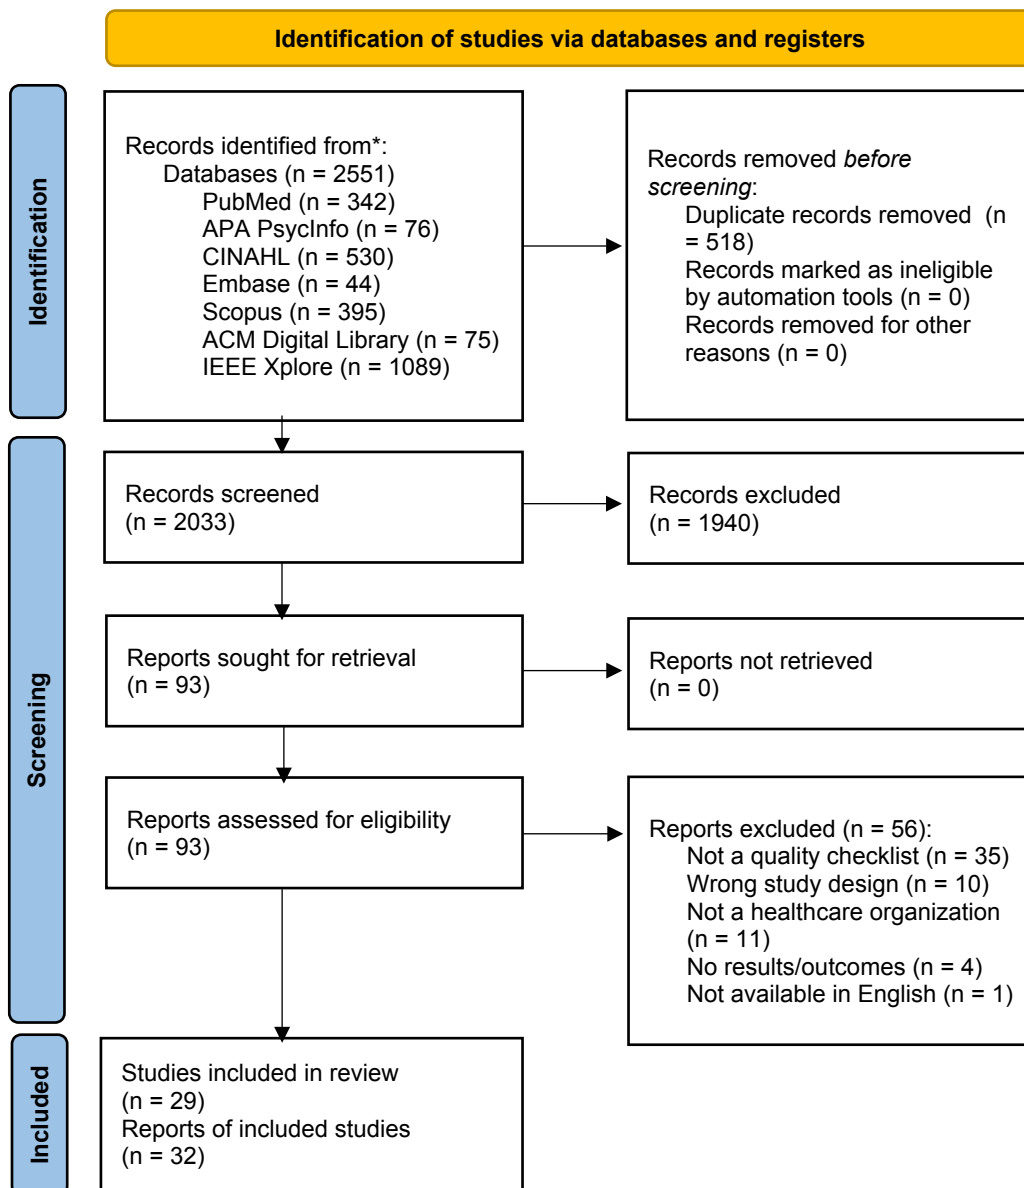 Identification of studies via databases and registers
Identification
Records identified from*:
Databases (n = 2551)
PubMed (n = 342)
APA PsycInfo (n = 76)
CINAHL (n = 530)
Embase (n = 44)
Scopus (n = 395)
ACM Digital Library (n = 75)
IEEE Xplore (n = 1089)
Records removed before
screening:
Duplicate records removed (n
= 518)
Records marked as ineligible
by automation tools (n = 0)
Records removed for other
reasons (n = 0)
Screening
Records screened
(n = 2033)
Records excluded
(n = 1940)
Reports sought for retrieval
(n = 93)
Reports not retrieved
(n = 0)
Reports assessed for eligibility
(n = 93)
Reports excluded (n = 56):
Not a quality checklist (n = 35)
Wrong study design (n = 10)
Not a healthcare organization
(n = 11)
No results/outcomes (n = 4)
Not available in English (n = 1)
Included
Studies included in review
(n = 29)
Reports of included studies
(n = 32)